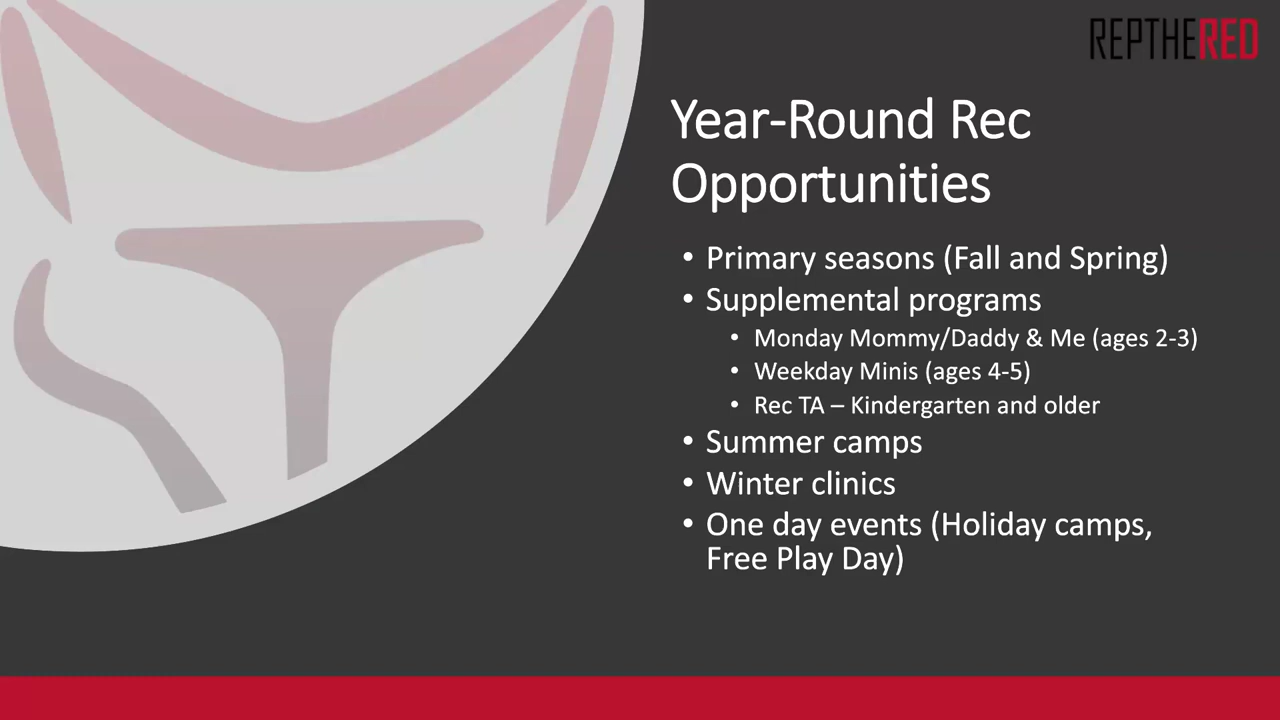 REPTHERED
Year-Round Rec
Opportunities
• Primary seasons (Fall and Spring)
• Supplemental programs
• Monday Mommy/Daddy & Me (ages 2-3)
• Weekday Minis (ages 4-5)
• Rec TA – Kindergarten and older
• Summer camps
• Winter clinics
• One day events (Holiday camps,
Free Play Day)